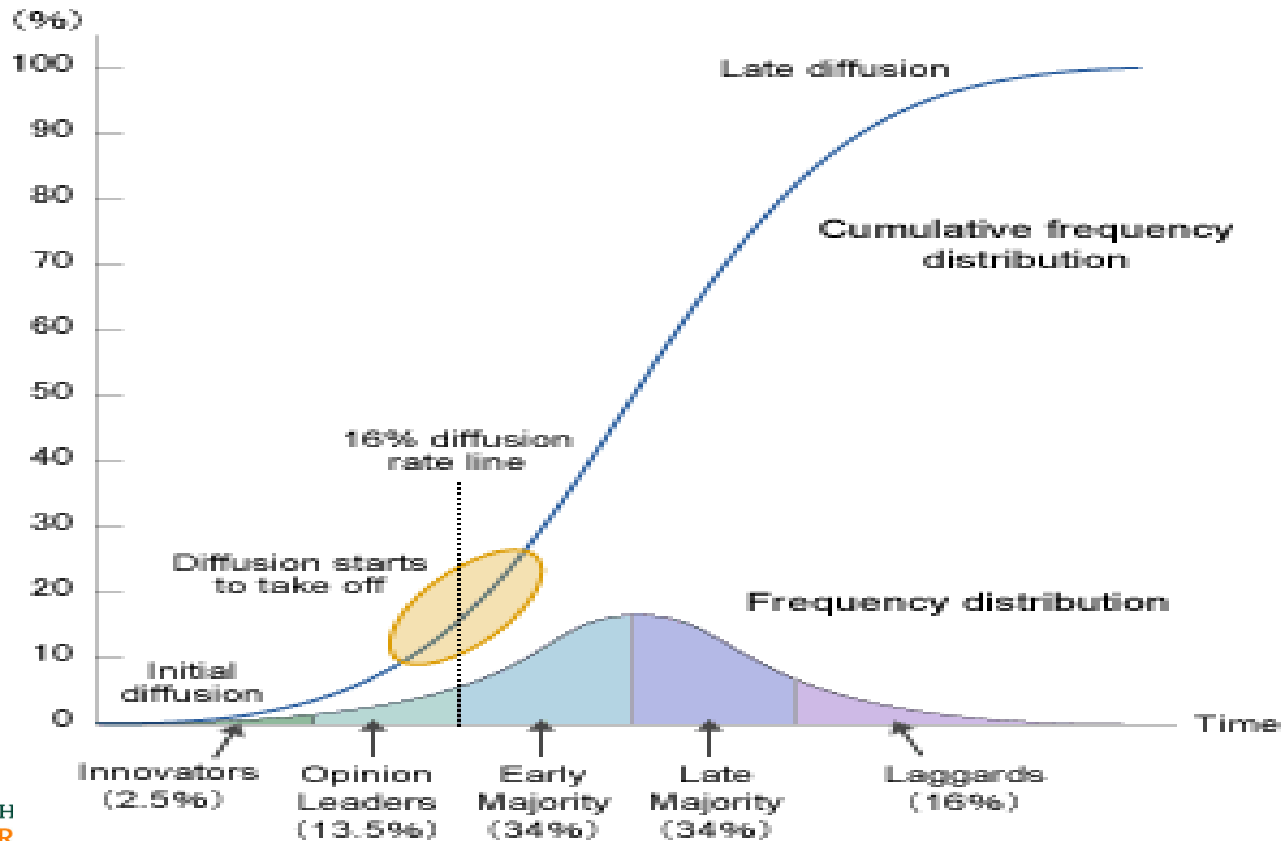 (%)
100
90
80
70
60
50
40
30
20
10
0
Late diffusion
Cumulative frequency
distribution
16% diffusion
rate line
Diffusion starts
to take off
Frequency distribution
Initial
diffusion
Time
Innovators
(2.5%)
Opinion
Leaders
(13.5%)
Early
Majority
(34%)
Late
Majority
(34%)
Laggards
(16%)
H
R